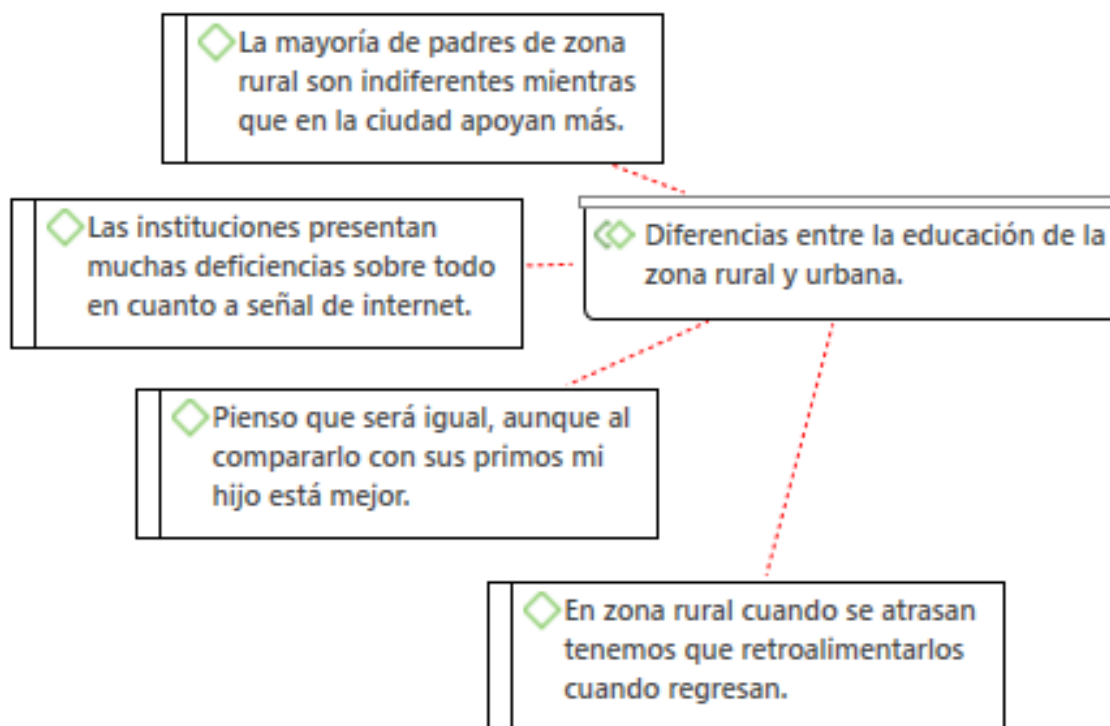 La mayoría de padres de zona
rural son indiferentes mientras
que en la ciudad apoyan más.
Las instituciones presentan
muchas deficiencias sobre todo
en cuanto a señal de internet.
Diferencias entre la educación de la
zona rural y urbana.
Pienso que será igual, aunque al
compararlo con sus primos mi
hijo está mejor.
En zona rural cuando se atrasan
tenemos que retroalimentarlos
cuando regresan.